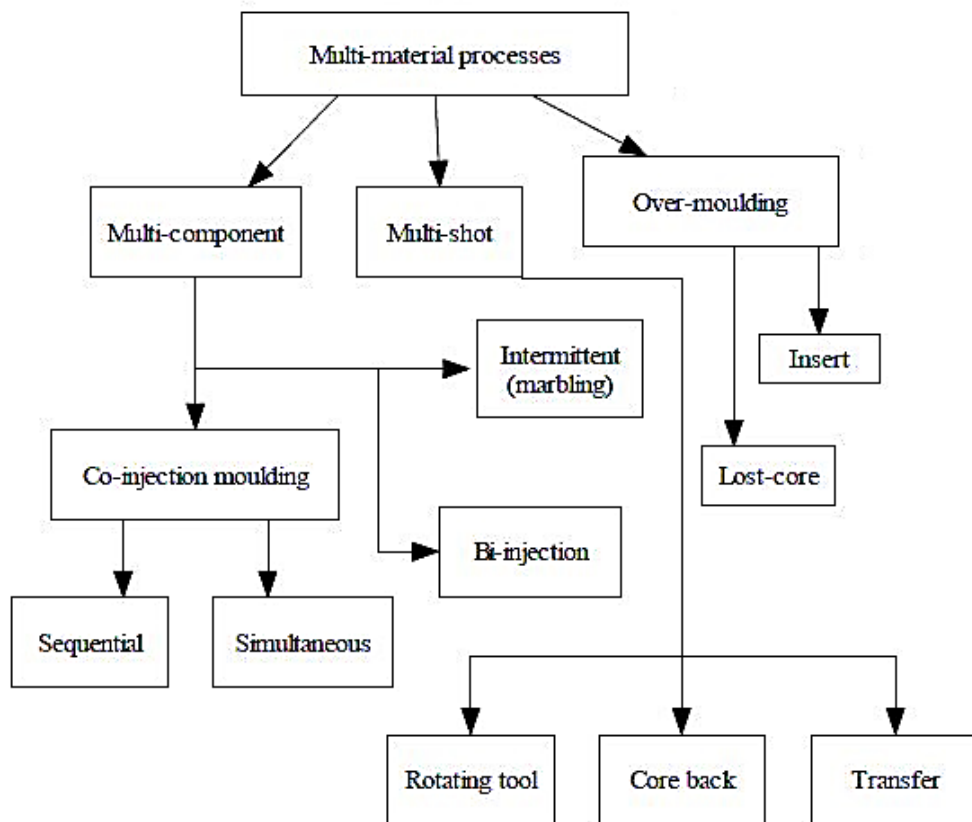 Multi-material processes
Multi-component
Multi-shot
Over-moulding
Intermittent
(marbling)
Insert
Co-injection moulding
Lost-core
Bi-injection
Sequential
Simultaneous
Rotating tool
Core back
Transfer